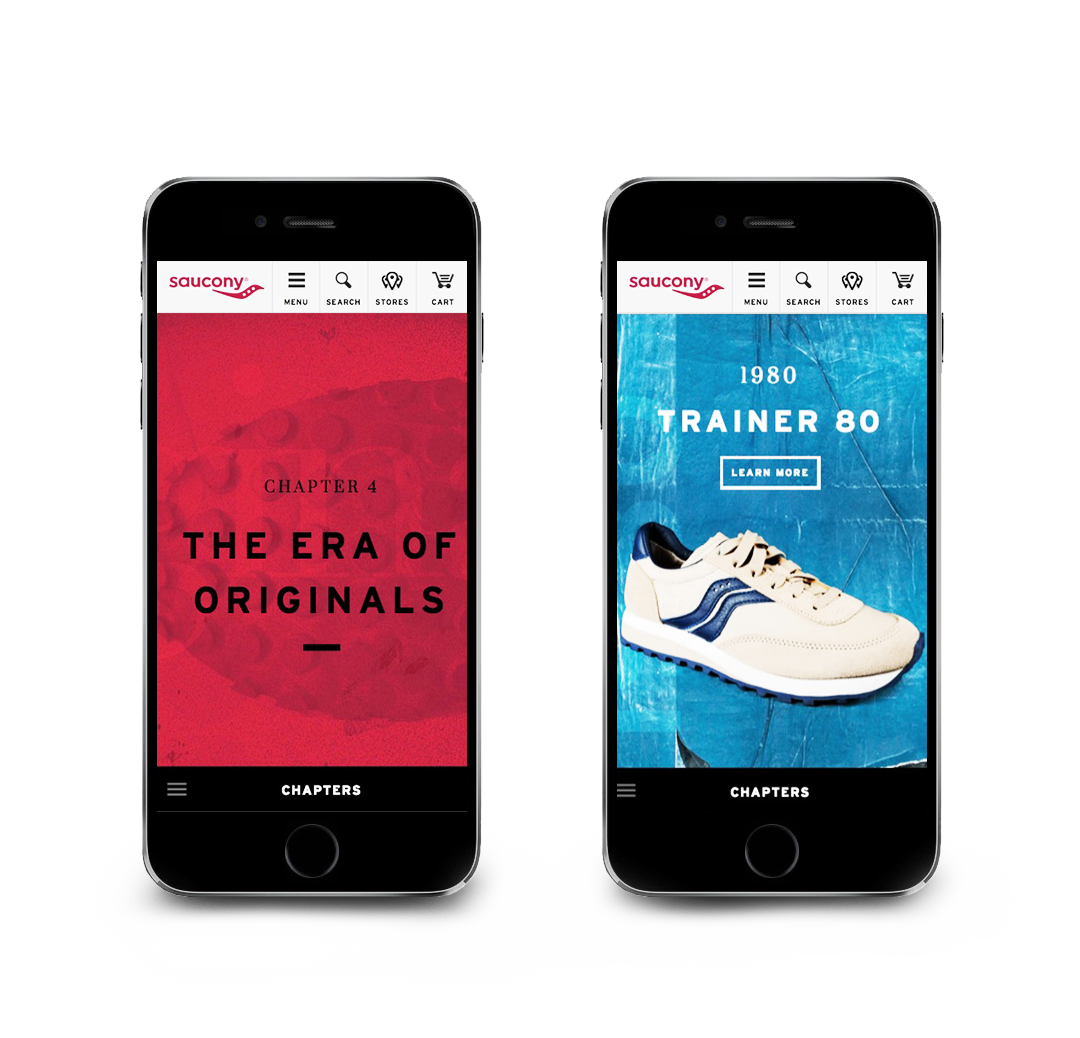 saucony®
MENU
SEARCH
STORES
CART
CHAPTER 4
THE ERA OF
ORIGINALS
CHAPTERS
saucony®
MENU
SEARCH
STORES
CART
1980
TRAINER 80
LEARN MORE
CHAPTERS